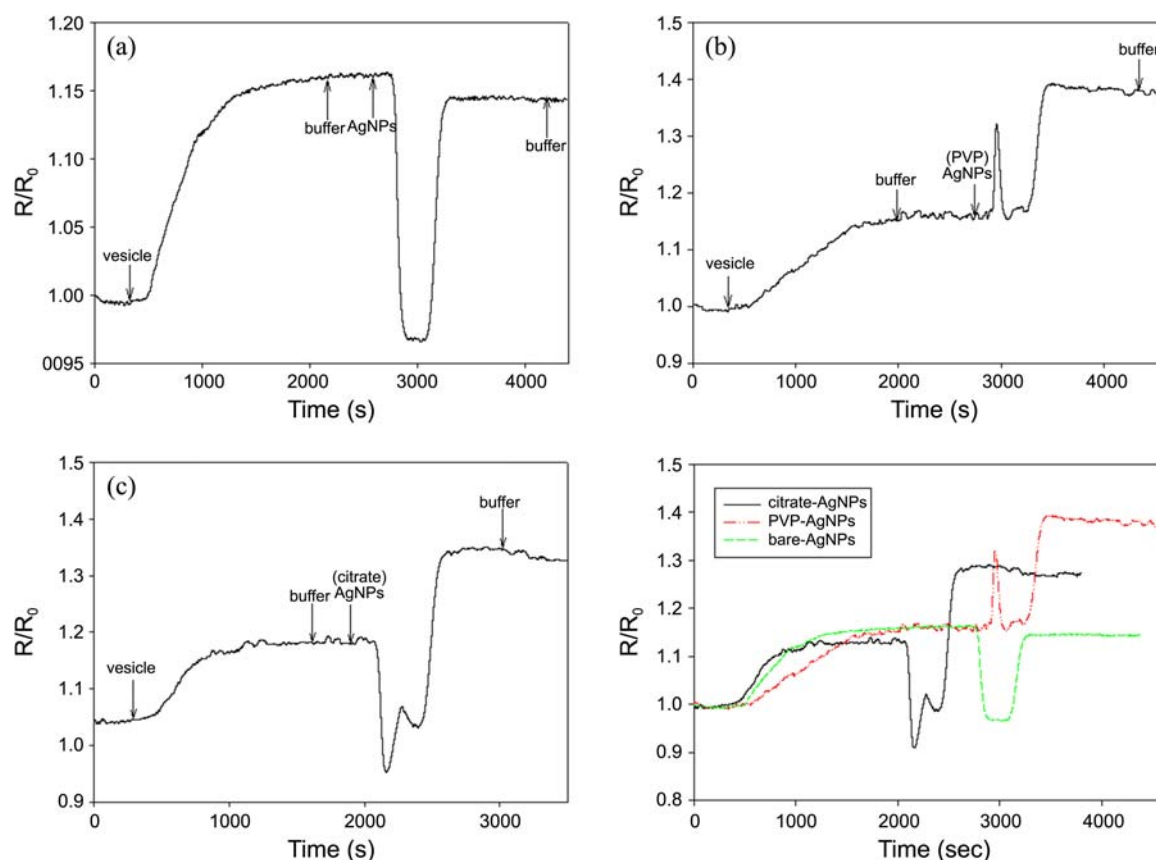 (a)
R/R0
1.20
1.15
1.10
1.05
1.00
0095
vesicle
buffer AgNPs
buffer
0 1000 2000 3000 4000
Time (s)
(b)
R/R0
1.5
1.4
1.3
1.2
1.1
1.0
0.9
vesicle
buffer
(PVP)
AgNPs
buffer
0 1000 2000 3000 4000
Time (s)
(c)
R/R0
1.5
1.4
1.3
1.2
1.1
1.0
0.9
vesicle
buffer
(citrate)
AgNPs
buffer
0 1000 2000 3000
Time (s)
R/R0
1.5
1.4
1.3
1.2
1.1
1.0
0.9
0.8
citrate-AgNPs
PVP-AgNPs
bare-AgNPs
0 1000 2000 3000 4000
Time (sec)